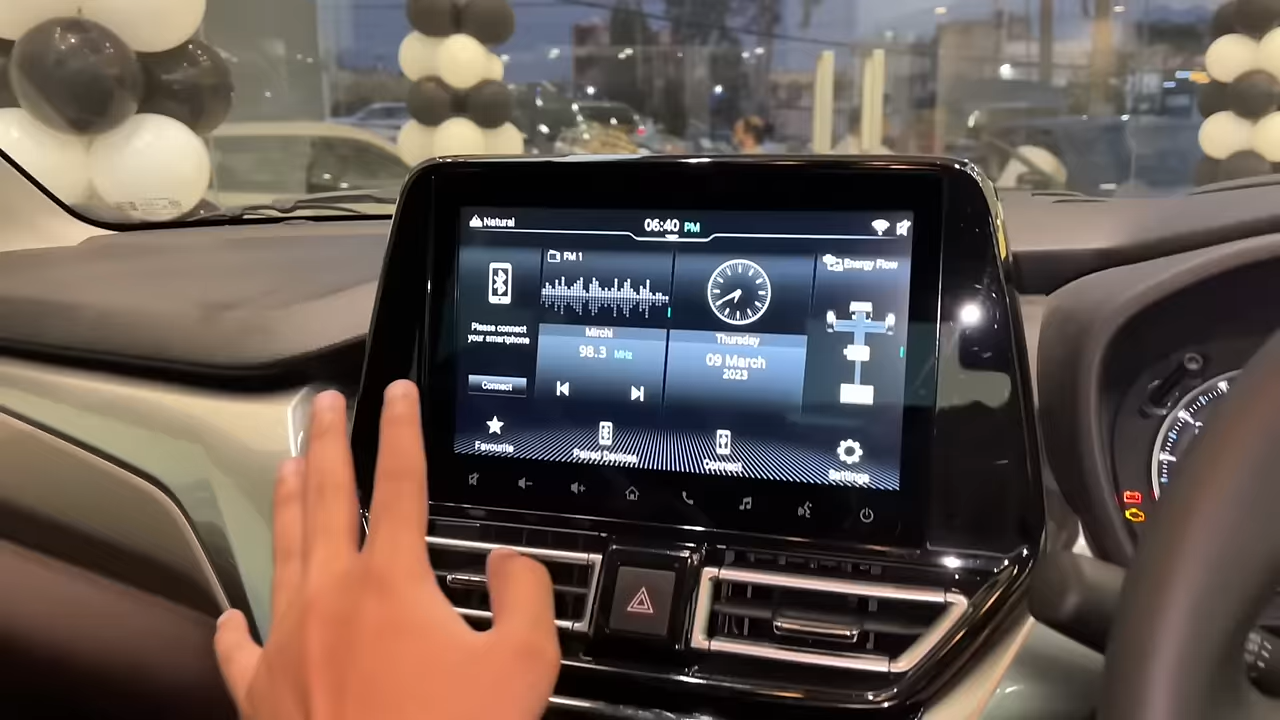 Natural
06:40 PM
FM 1
Energy Flow
Please connect
your smartphone
Mirchi
98.3 MHz
Thursday
09 March
2023
Connect
Favourite
Paired Devices
Connect
Settings